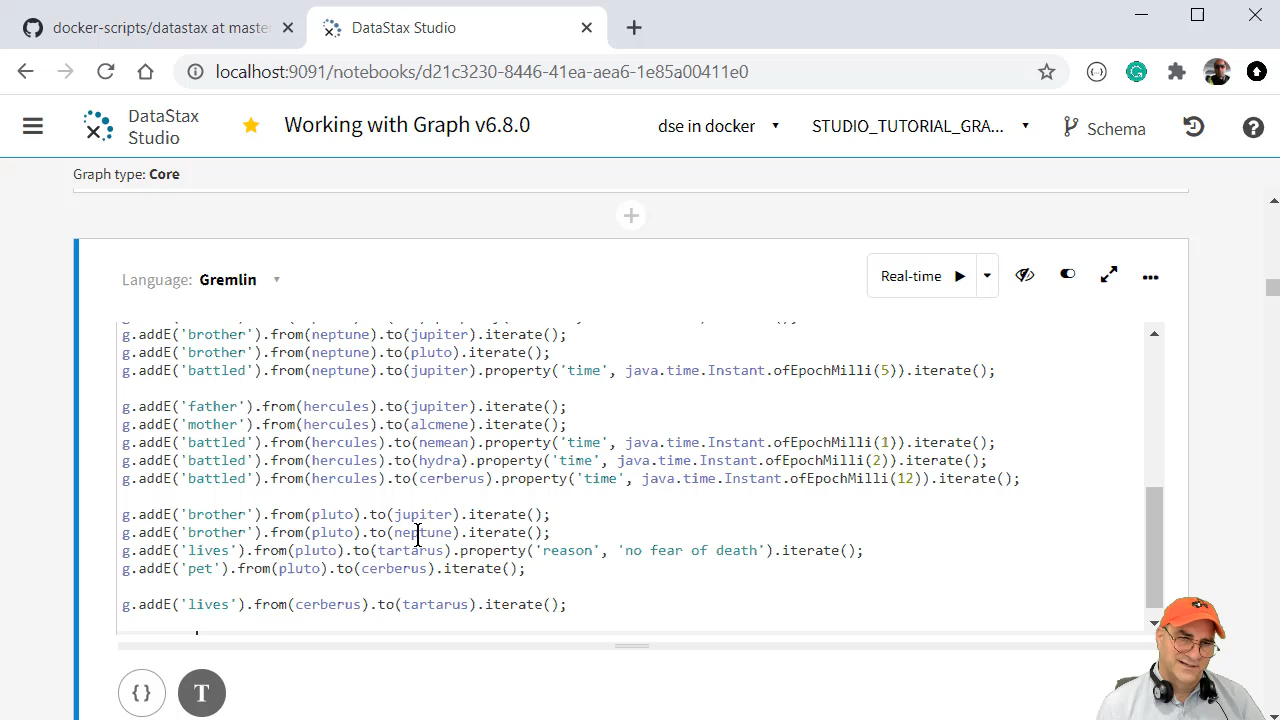 docker-scripts/datastax at maste
DataStax Studio
localhost:9091/notebooks/d21c3230-8446-41ea-aea6-1e85a00411e0
DataStax
Studio
Working with Graph v6.8.0
dse in docker
STUDIO_TUTORIAL_GRA...
Schema
Graph type: Core
Language: Gremlin
Real-time
g.addE('brother').from(neptune).to(jupiter).iterate();
g.addE('brother').from(neptune).to(pluto).iterate();
g.addE('battled').from(neptune).to(jupiter).property('time', java.time.Instant.ofEpochMilli(5)).iterate();
g.addE('father').from(hercules).to(jupiter).iterate();
g.addE('mother').from(hercules).to(alcmene).iterate();
g.addE('battled').from(hercules).to(nemean).property('time', java.time.Instant.ofEpochMilli(1)).iterate();
g.addE('battled').from(hercules).to(hydra).property('time', java.time.Instant.ofEpochMilli(2)).iterate();
g.addE('battled').from(hercules).to(cerberus).property('time', java.time.Instant.ofEpochMilli(12)).iterate();
g.addE('brother').from(pluto).to(jupiter).iterate();
g.addE('brother').from(pluto).to(neptune).iterate();
g.addE('lives').from(pluto).to(tartarus).property('reason', 'no fear of death').iterate();
g.addE('pet').from(pluto).to(cerberus).iterate();
g.addE('lives').from(cerberus).to(tartarus).iterate();
{} T